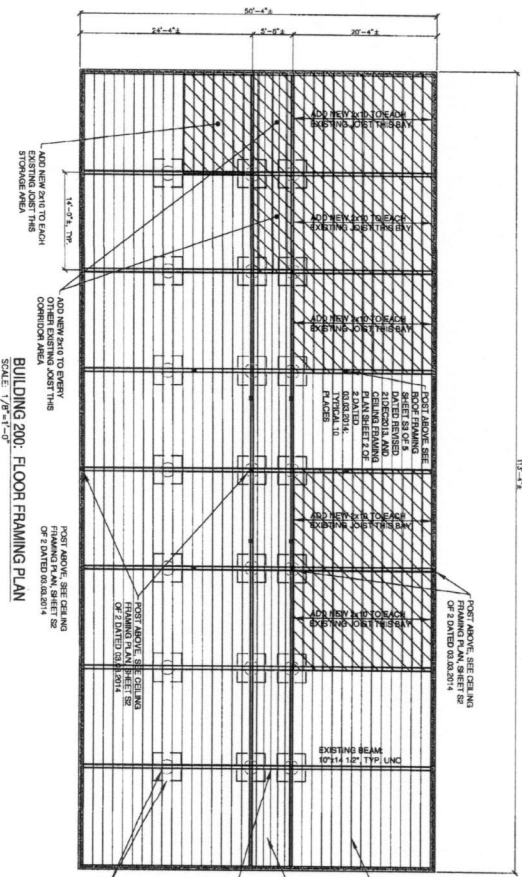 50'-4"±
24'-4"±
5'-8"±
20'-4"±
113'-4"±
14'-0"±, TYP.
ADD NEW 2x10 TO EACH
EXISTING JOIST THIS BAY
ADD NEW 2x10 TO EACH
EXISTING JOIST THIS BAY
ADD NEW 2x10 TO EACH
EXISTING JOIST THIS BAY
POST ABOVE, SEE
ROOF FRAMING
SHEET S3 OF 5
DATED REVISED
21DEC2013, AND
CEILING FRAMING
PLAN SHEET 2 OF
2 DATED
03.03.2014;
TYPICAL 10
PLACES
ADD NEW 2x10 TO EACH
EXISTING JOIST THIS BAY
ADD NEW 2x10 TO EACH
EXISTING JOIST THIS BAY
POST ABOVE, SEE CEILING
FRAMING PLAN, SHEET S2
OF 2 DATED 03.03.2014
EXISTING BEAM:
10"x14 1/2", TYP. UNO
ADD NEW 2x10 TO EACH
EXISTING JOIST THIS
STORAGE AREA
ADD NEW 2x10 TO EVERY
OTHER EXISTING JOIST THIS
CORRIDOR AREA
POST ABOVE, SEE CEILING
FRAMING PLAN, SHEET S2
OF 2 DATED 03.03.2014
POST ABOVE, SEE CEILING
FRAMING PLAN, SHEET S2
OF 2 DATED 03.03.2014
BUILDING 200: FLOOR FRAMING PLAN
SCALE: 1/8"=1'-0"